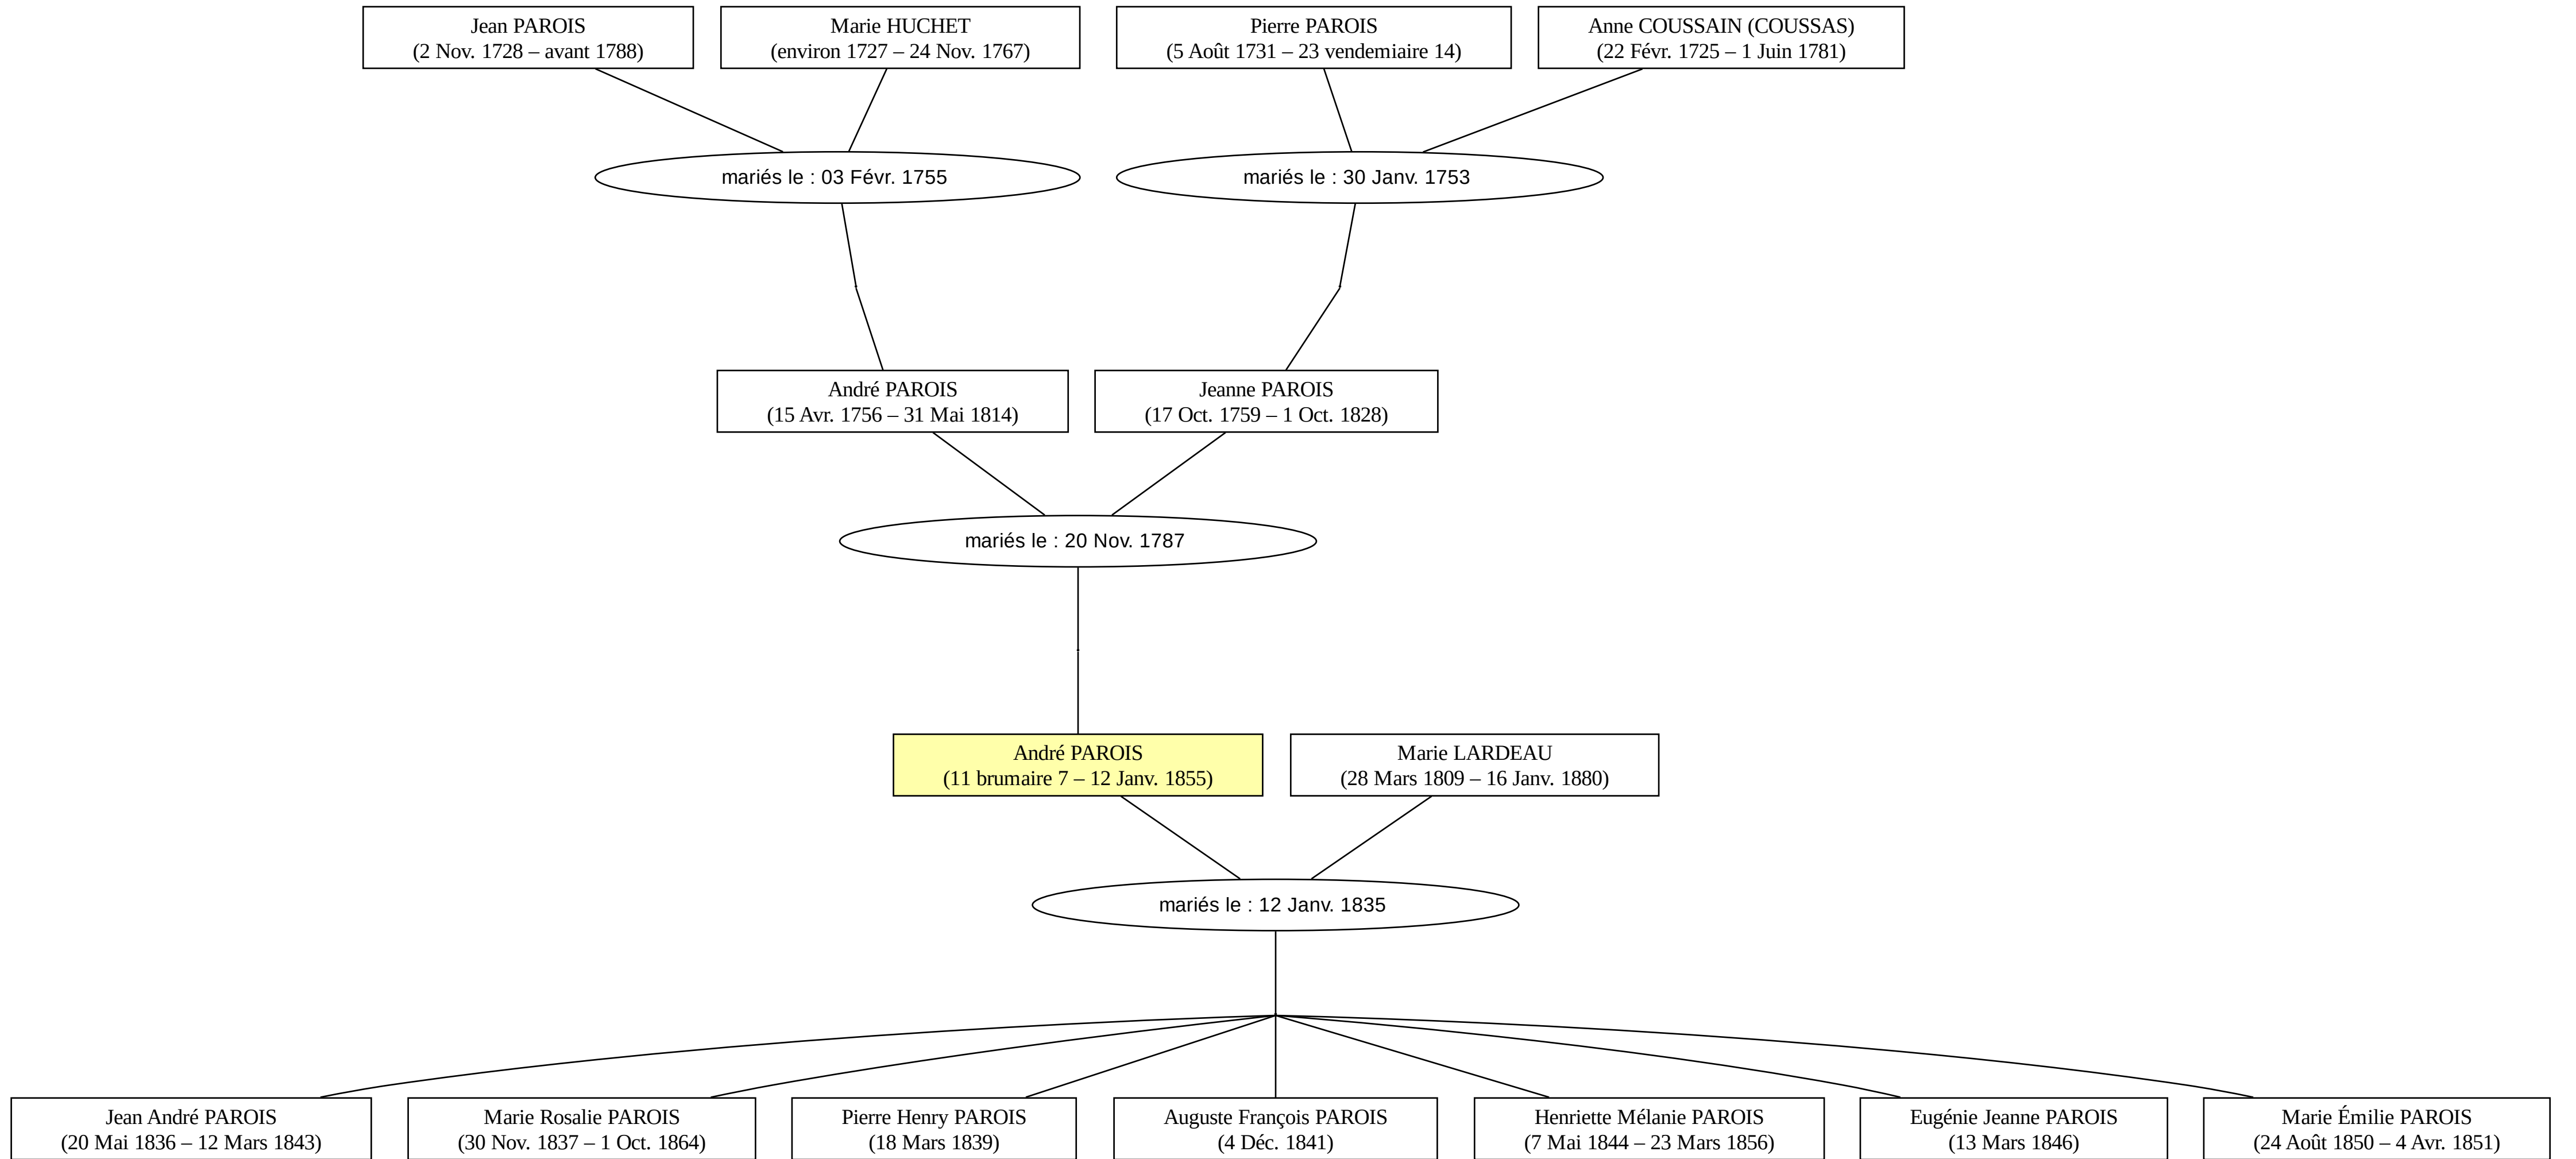 Jean PAROIS
(2 Nov. 1728 – avant 1788)
Marie HUCHET
(environ 1727 – 24 Nov. 1767)
Pierre PAROIS
(5 Août 1731 – 23 vendemiaire 14)
Anne COUSSAIN (COUSSAS)
(22 Févr. 1725 – 1 Juin 1781)
mariés le : 03 Févr. 1755
mariés le : 30 Janv. 1753
André PAROIS
(15 Avr. 1756 – 31 Mai 1814)
Jeanne PAROIS
(17 Oct. 1759 – 1 Oct. 1828)
mariés le : 20 Nov. 1787
André PAROIS
(11 brumaire 7 – 12 Janv. 1855)
Marie LARDEAU
(28 Mars 1809 – 16 Janv. 1880)
mariés le : 12 Janv. 1835
Jean André PAROIS
(20 Mai 1836 – 12 Mars 1843)
Marie Rosalie PAROIS
(30 Nov. 1837 – 1 Oct. 1864)
Pierre Henry PAROIS
(18 Mars 1839)
Auguste François PAROIS
(4 Déc. 1841)
Henriette Mélanie PAROIS
(7 Mai 1844 – 23 Mars 1856)
Eugénie Jeanne PAROIS
(13 Mars 1846)
Marie Émilie PAROIS
(24 Août 1850 – 4 Avr. 1851)